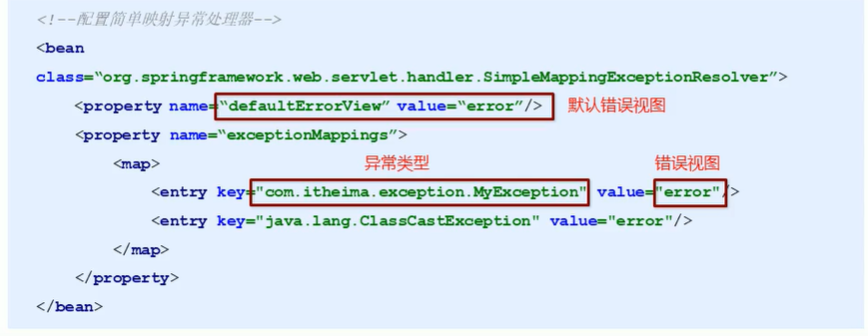 <!--配置简单映射异常处理器-->
<bean
class=“org.springframework.web.servlet.handler.SimpleMappingExceptionResolver”>
<property name=“defaultErrorView” value=“error”/> 默认错误视图
<property name=“exceptionMappings”>
<map> 异常类型 错误视图
<entry key="com.itheima.exception.MyException" value="error"/>
<entry key="java.lang.ClassCastException" value="error"/>
</map>
</property>
</bean>